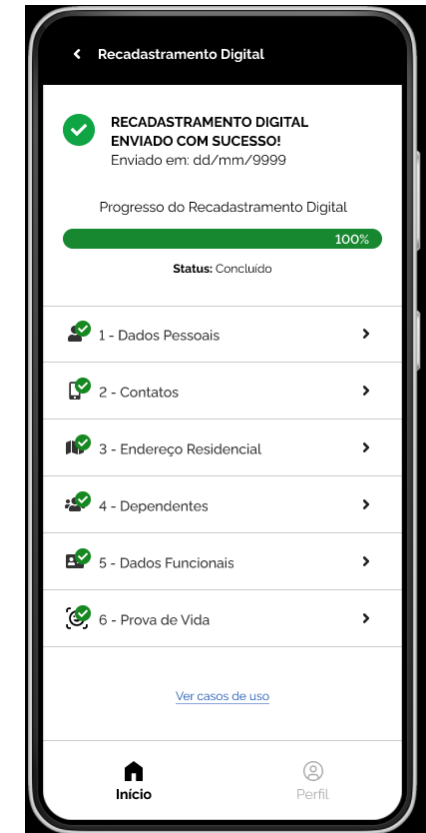 Recadastramento Digital
RECADASTRAMENTO DIGITAL
ENVIADO COM SUCESSO!
Enviado em: dd/mm/9999
Progresso do Recadastramento Digital
100%
Status: Concluído
1 - Dados Pessoais
2 - Contatos
3 - Endereço Residencial
4 - Dependentes
5 - Dados Funcionais
6 - Prova de Vida
Ver casos de uso
Início
Perfil